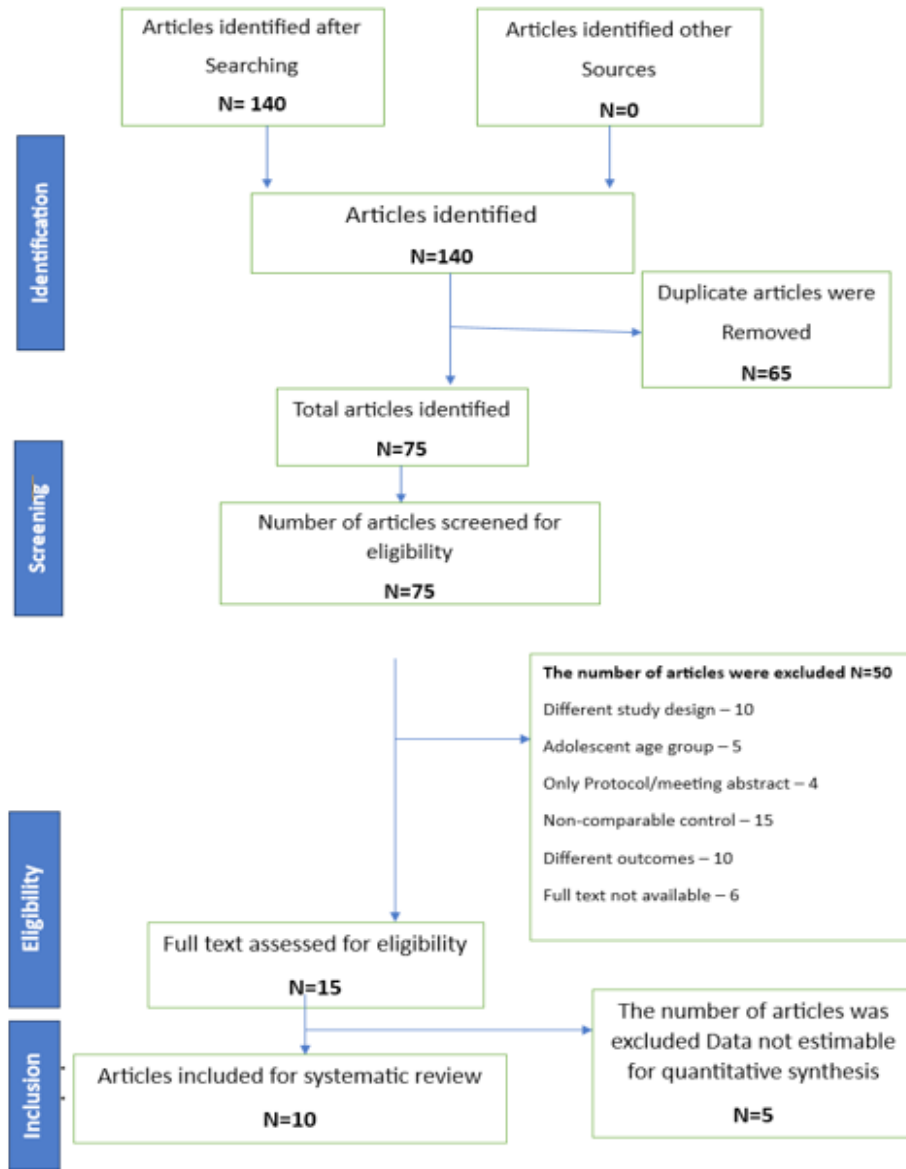 Articles identified after
Searching
N= 140
Articles identified other
Sources
N=0
Identification
Articles identified
N=140
Duplicate articles were
Removed
N=65
Total articles identified
N=75
Screening
Number of articles screened for
eligibility
N=75
The number of articles were excluded N=50
Different study design – 10
Adolescent age group – 5
Only Protocol/meeting abstract – 4
Non-comparable control – 15
Different outcomes – 10
Full text not available – 6
Eligibility
Full text assessed for eligibility
N=15
The number of articles was
excluded Data not estimable
for quantitative synthesis
N=5
Inclusion
Articles included for systematic review
N=10